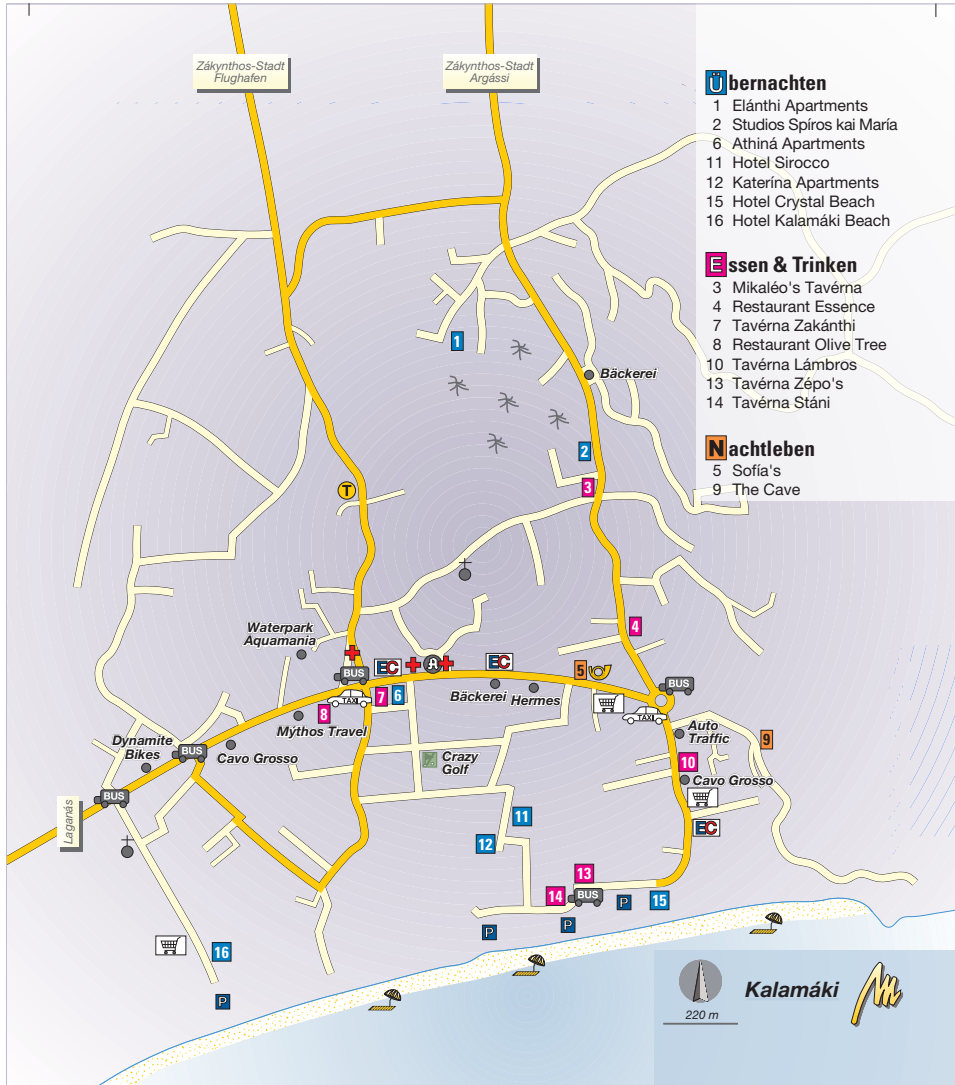 Zákynthos-Stadt
Flughafen
Zákynthos-Stadt
Argássi
Übernachten
1 Elánthi Apartments
2 Studios Spíros kai María
6 Athiná Apartments
11 Hotel Sirocco
12 Katerína Apartments
15 Hotel Crystal Beach
16 Hotel Kalamáki Beach
Essen & Trinken
3 Mikaléo's Tavérna
4 Restaurant Essence
7 Tavérna Zakánthi
8 Restaurant Olive Tree
10 Tavérna Lámbros
13 Tavérna Zépo's
14 Tavérna Stáni
Nachtleben
5 Sofía's
9 The Cave
1
Bäckerei
2
3
T
4
Waterpark
Aquamania
EC
A
EC
BUS
5
BUS
7
6
Bäckerei
Hermes
TAXI
8
Mythos Travel
TAXI
Auto
Traffic
9
Dynamite
Bikes
BUS
Cavo Grosso
Crazy
Golf
10
Cavo Grosso
BUS
Laganás
11
EC
12
13
14
BUS
P
15
P
P
16
P
Kalamáki
220 m